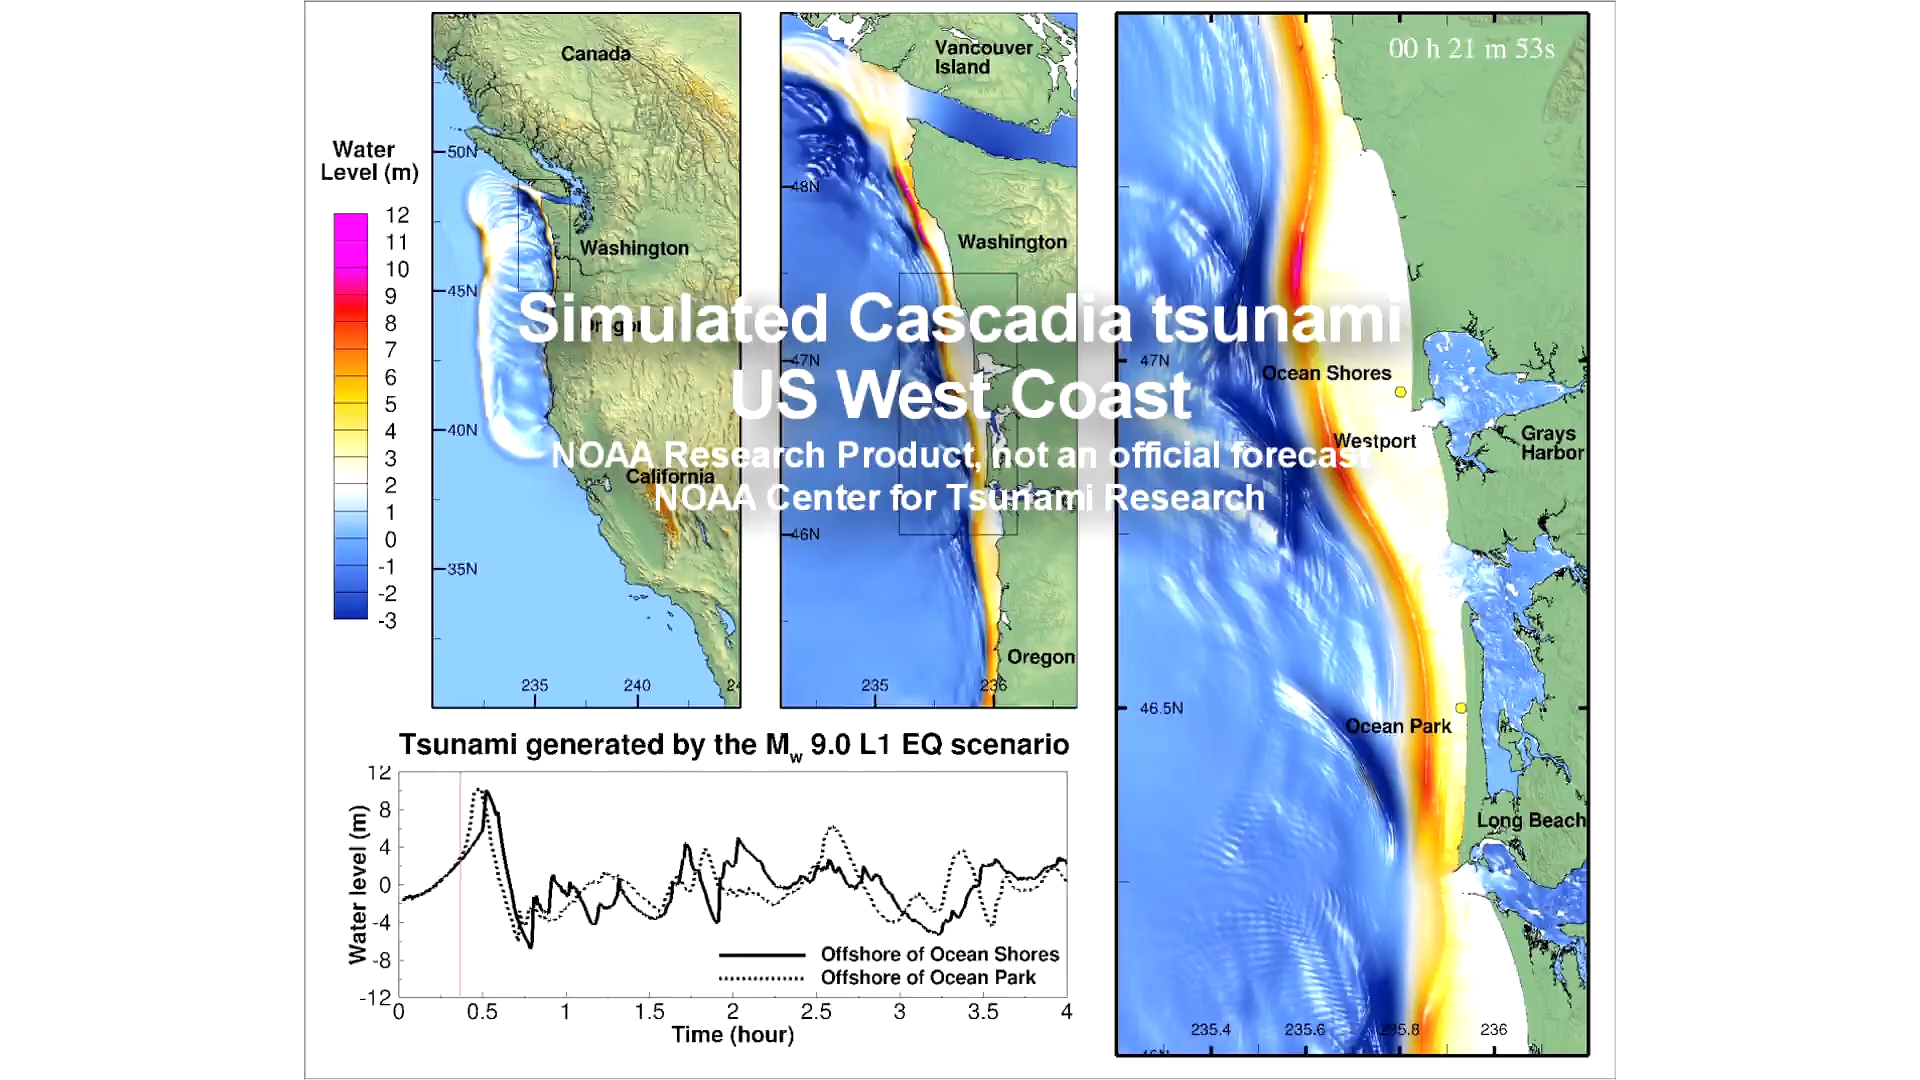 Simulated Cascadia tsunami
US West Coast
NOAA Research Product, not an official forecast
NOAA Center for Tsunami Research
Water
Level (m)
12
11
10
9
8
7
6
5
4
3
2
1
0
-1
-2
-3
Canada
50N
Washington
45N
Oregon
40N
California
35N
235
240
24
Vancouver
Island
48N
Washington
47N
46N
Oregon
235
236
00 h 21 m 53s
47N
Ocean Shores
Westport
Grays
Harbor
46.5N
Ocean Park
Long Beach
235.4
235.6
235.8
236
Tsunami generated by the Mw 9.0 L1 EQ scenario
Water level (m)
12
8
4
0
-4
-8
-12
Offshore of Ocean Shores
Offshore of Ocean Park
0
0.5
1
1.5
2
2.5
3
3.5
4
Time (hour)